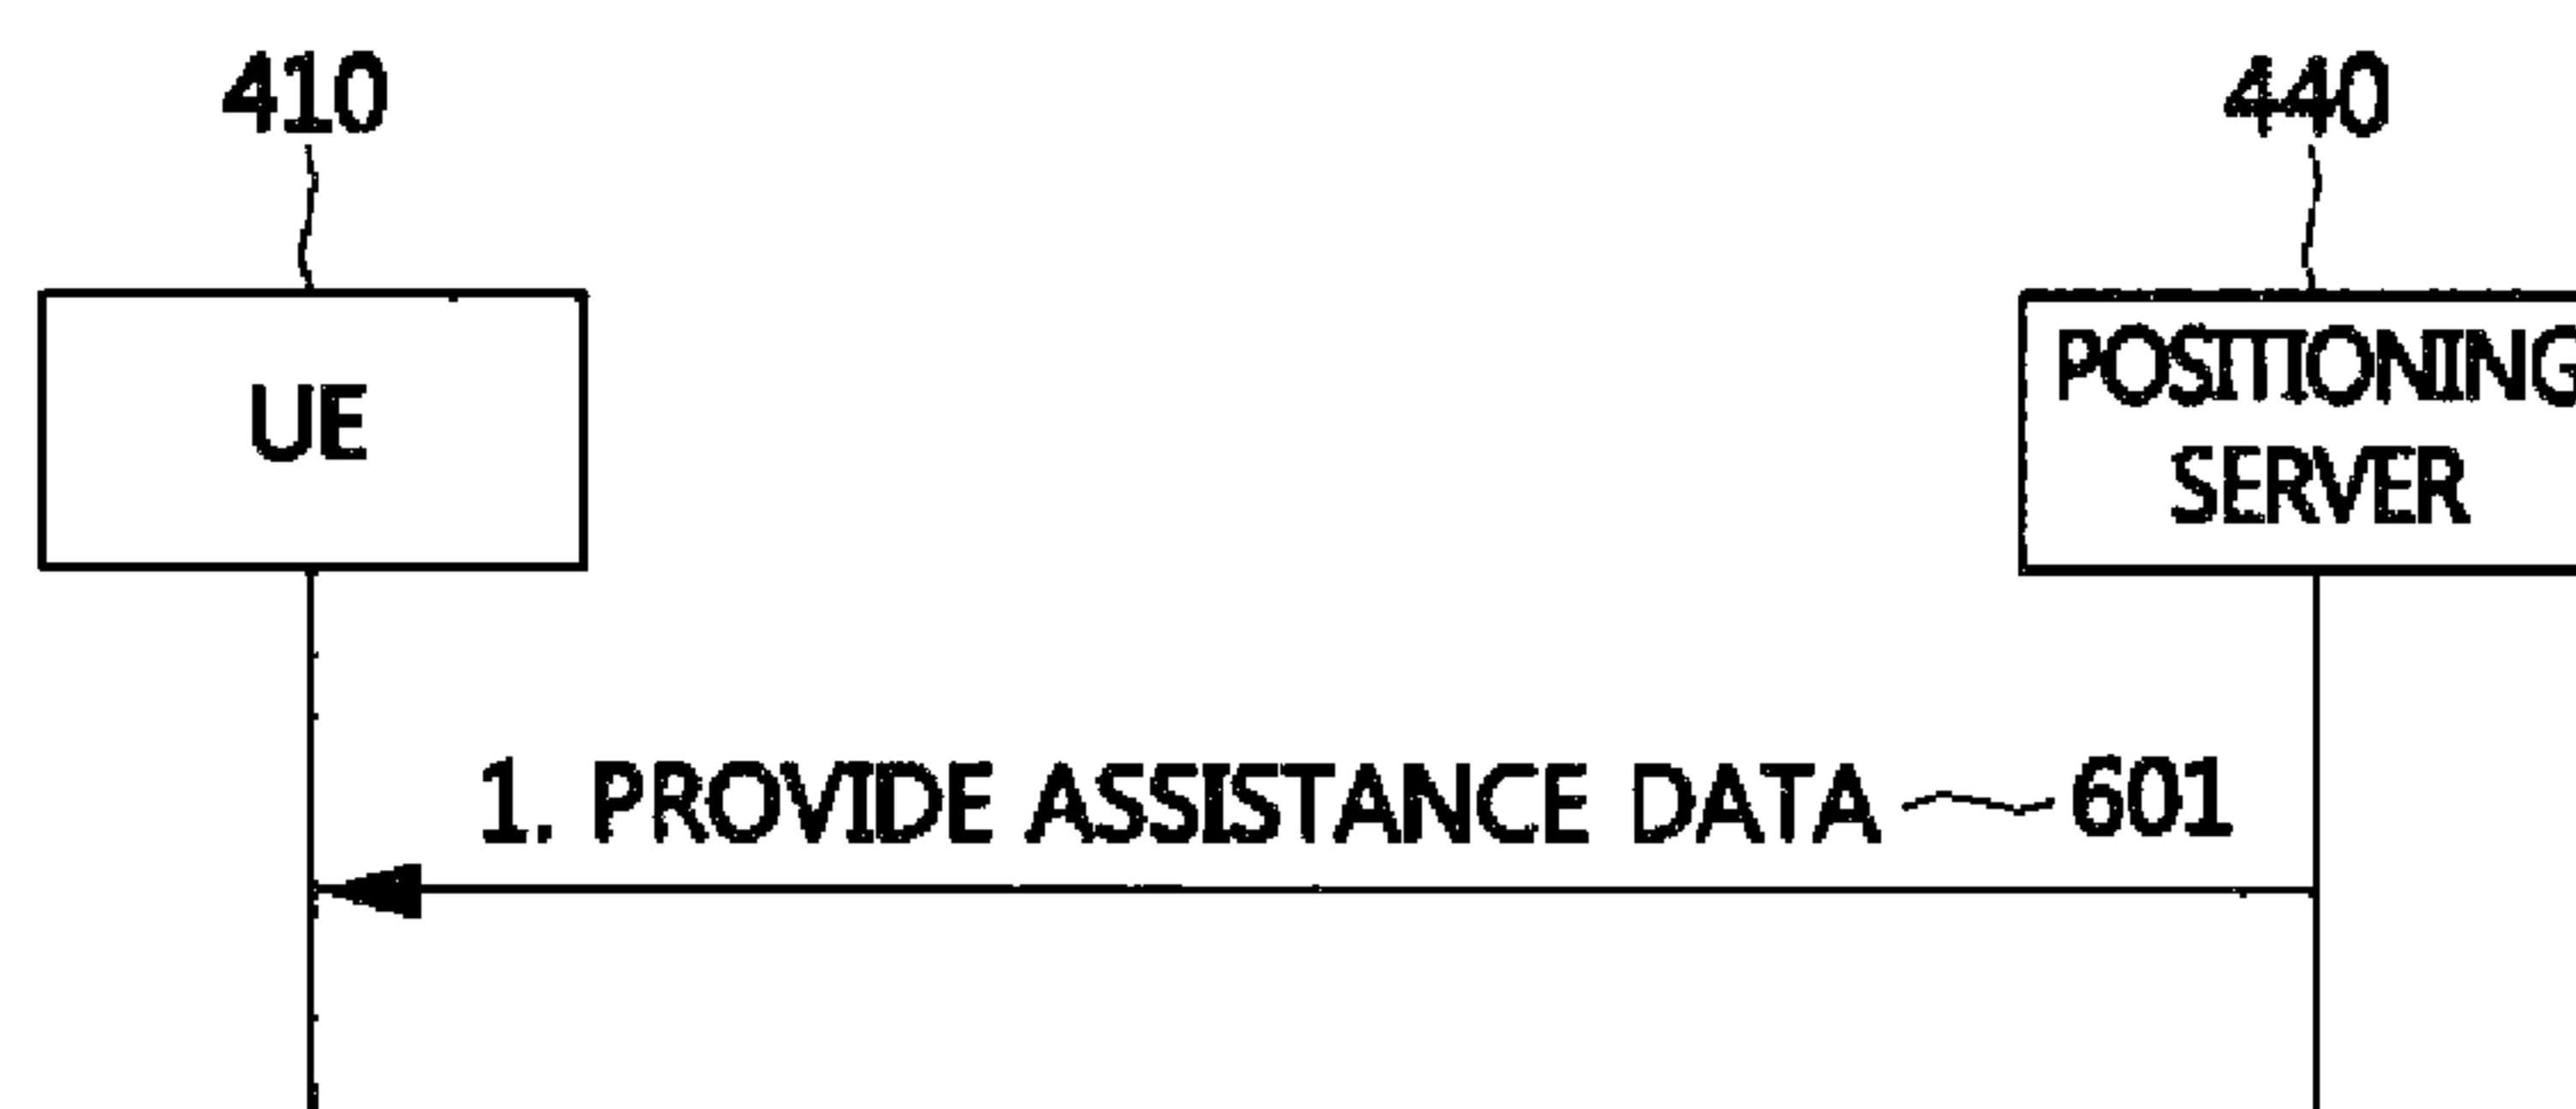 410
440
UE
POSITIONING
SERVER
1. PROVIDE ASSISTANCE DATA 601